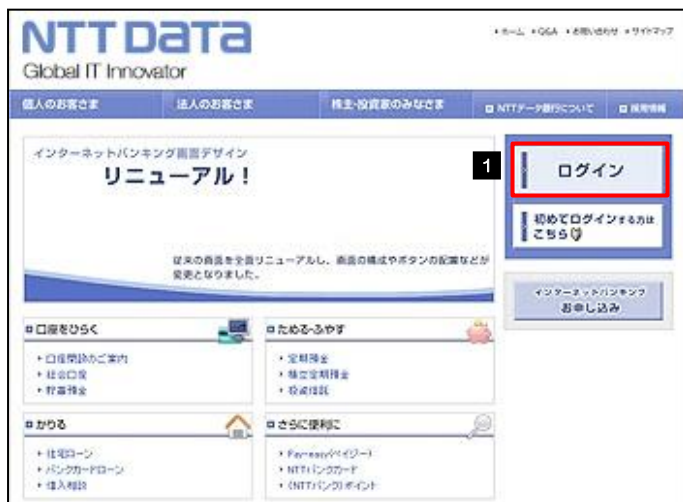 NTT DATA
Global IT Innovator
・ホーム ・Q&A ・お問い合わせ ・サイトマップ
個人のお客さま 法人のお客さま 株主・投資家のみなさま NTTデータ銀行について 採用情報
インターネットバンキング画面デザイン
リニューアル！
従来の画面を全面リニューアルし、画面の構成やボタンの配置などが
変更となりました。
1
ログイン
初めてログインする方は
こちら
インターネットバンキング
お申し込み
口座をひらく
・口座開設のご案内
・総合口座
・貯蓄預金
ためる・ふやす
・定期預金
・積立定期預金
・投資信託
かりる
・住宅ローン
・バンクカードローン
・借入相談
さらに便利に
・Pay-easy(ペイジー)
・NTTバンクカード
・〈NTTバンク〉ポイント